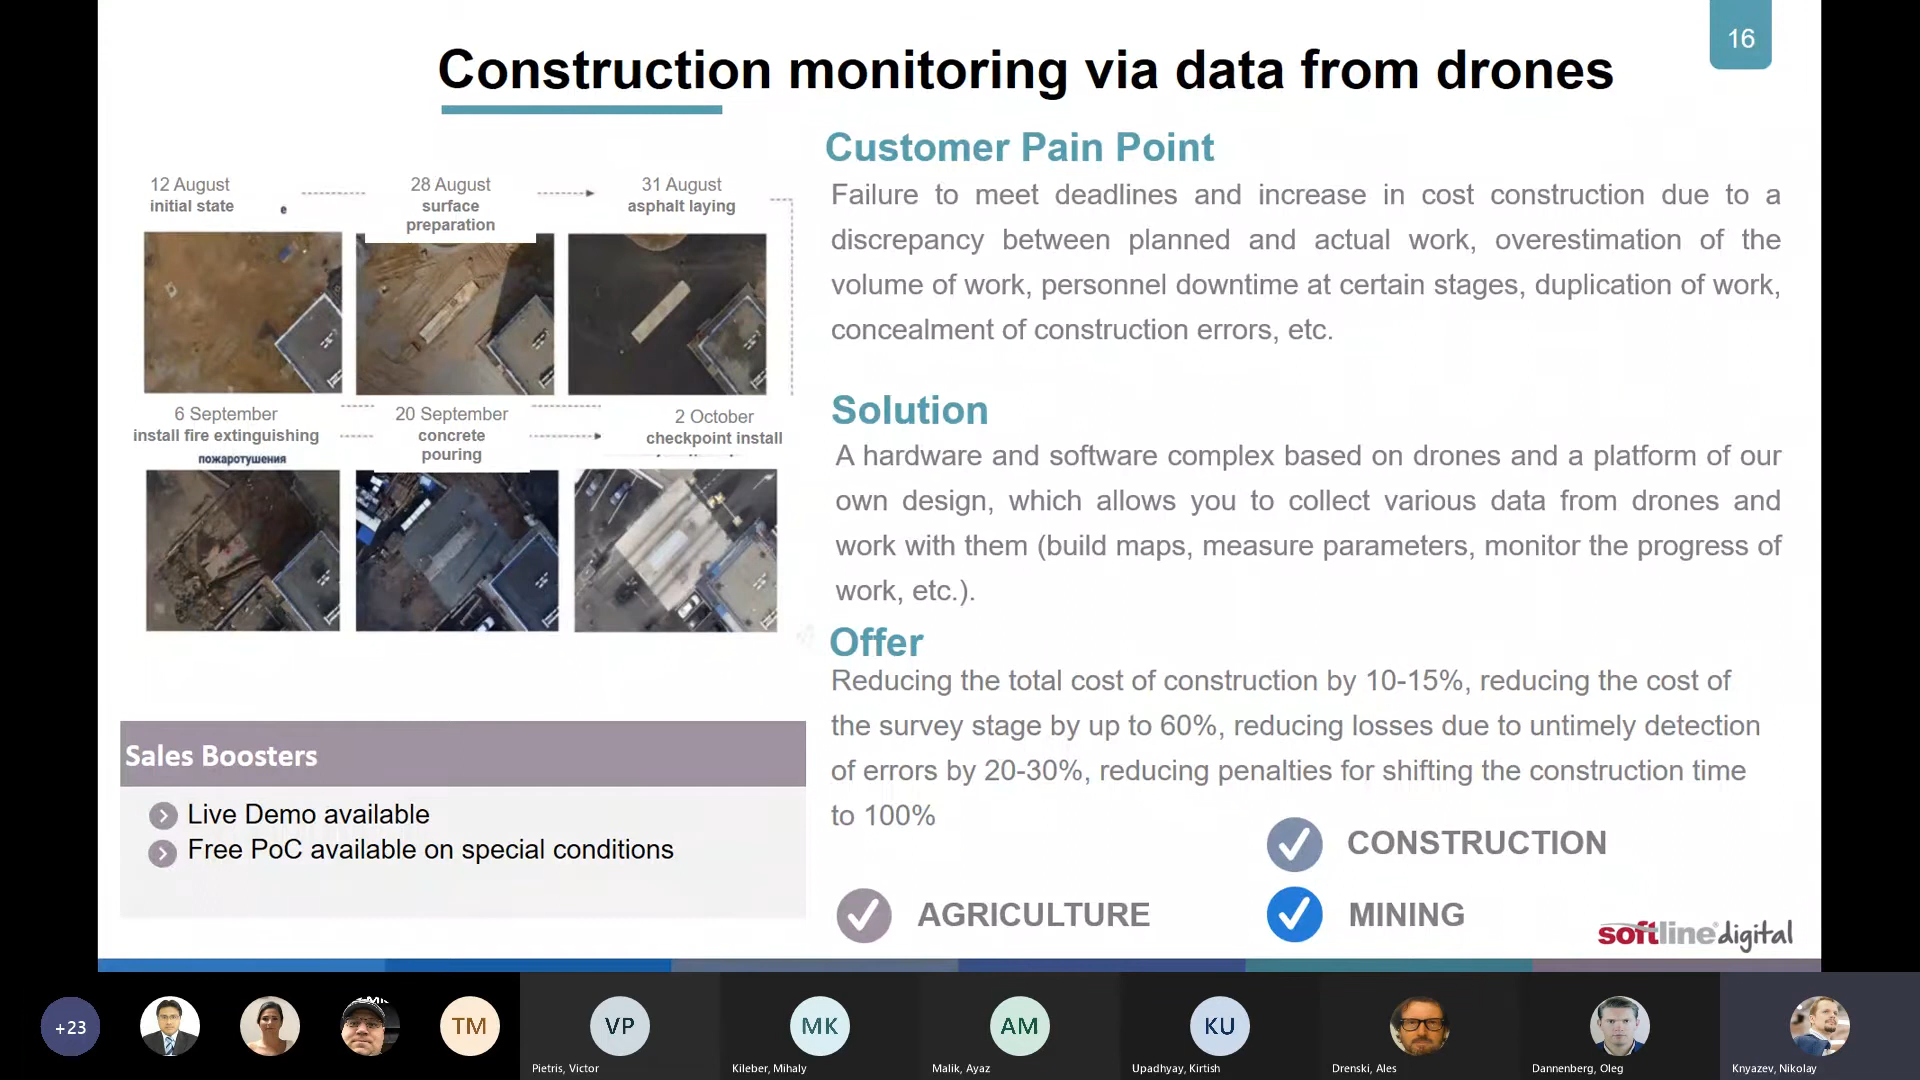 16
Construction monitoring via data from drones
12 August
initial state
e
28 August
surface
preparation
31 August
asphalt laying
6 September
install fire extinguishing
пожаротушения
20 September
concrete
pouring
2 October
checkpoint install
Customer Pain Point
Failure to meet deadlines and increase in cost construction due to a
discrepancy between planned and actual work, overestimation of the
volume of work, personnel downtime at certain stages, duplication of work,
concealment of construction errors, etc.
Solution
A hardware and software complex based on drones and a platform of our
own design, which allows you to collect various data from drones and
work with them (build maps, measure parameters, monitor the progress of
work, etc.).
Offer
Reducing the total cost of construction by 10-15%, reducing the cost of
the survey stage by up to 60%, reducing losses due to untimely detection
of errors by 20-30%, reducing penalties for shifting the construction time
to 100%
Sales Boosters
Live Demo available
Free PoC available on special conditions
CONSTRUCTION
AGRICULTURE
MINING
softline® digital
+23
TM
VP
MK
AM
KU
Pietris, Victor
Kileber, Mihaly
Malik, Ayaz
Upadhyay, Kirtish
Drenski, Ales
Dannenberg, Oleg
Knyazev, Nikolay